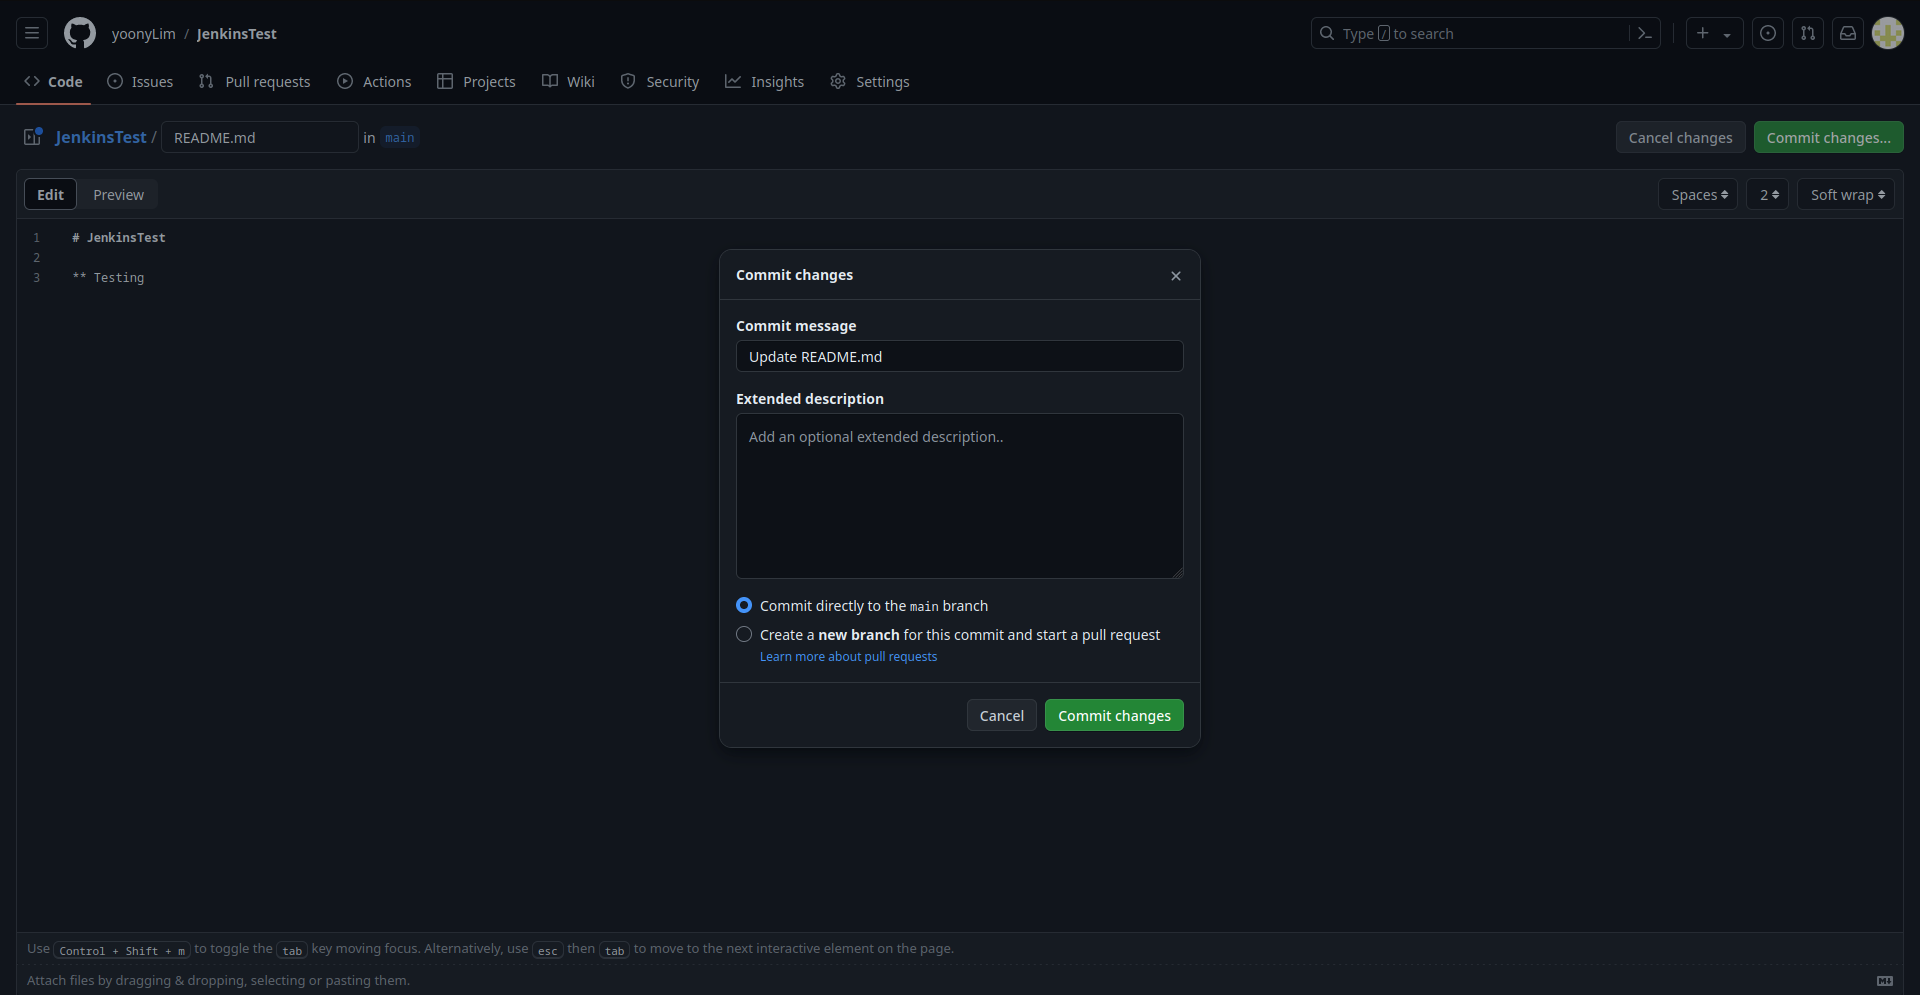 yoonyLim / JenkinsTest
Type / to search
Code Issues Pull requests Actions Projects Wiki Security Insights Settings
JenkinsTest / README.md in main
Cancel changes Commit changes...
Edit Preview
Spaces 2 Soft wrap
1 # JenkinsTest
2
3 ** Testing
Commit changes
Commit message
Update README.md
Extended description
Add an optional extended description..
Commit directly to the main branch
Create a new branch for this commit and start a pull request
Learn more about pull requests
Cancel Commit changes
Use Control + Shift + m to toggle the tab key moving focus. Alternatively, use esc then tab to move to the next interactive element on the page.
Attach files by dragging & dropping, selecting or pasting them.